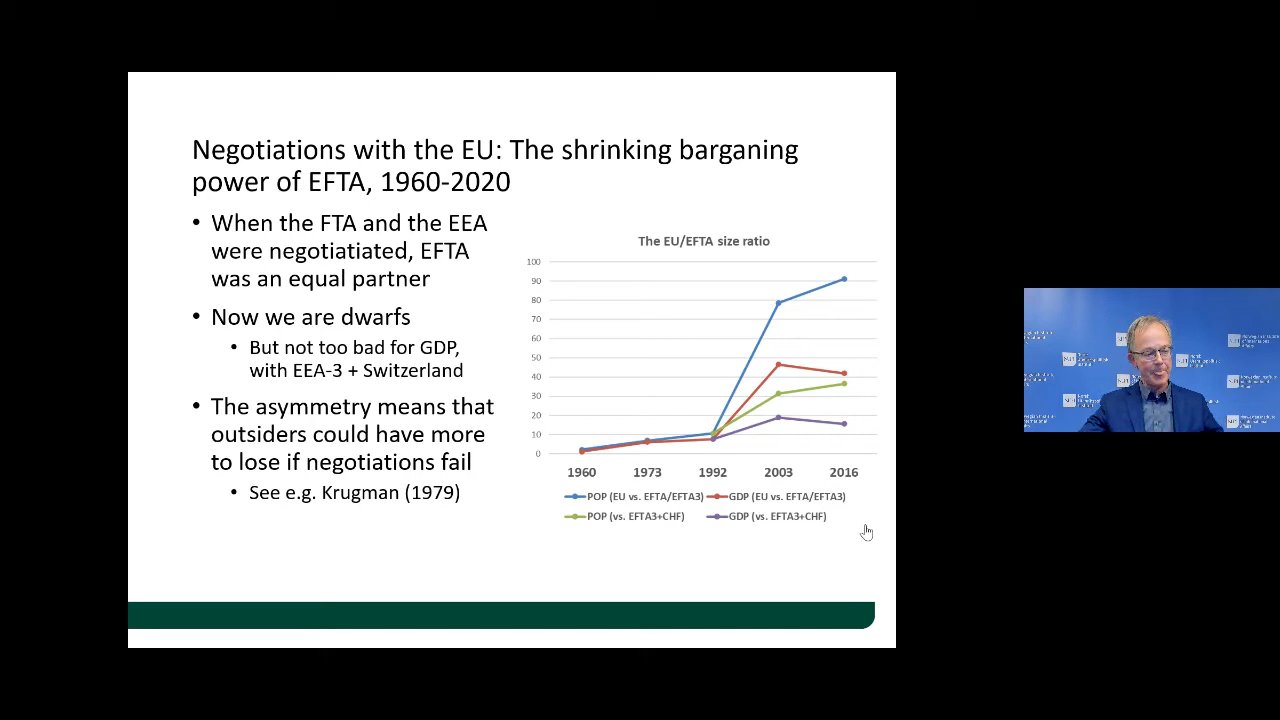 Negotiations with the EU: The shrinking barganing
power of EFTA, 1960-2020
• When the FTA and the EEA
were negotiatiated, EFTA
was an equal partner
• Now we are dwarfs
• But not too bad for GDP,
with EEA-3 + Switzerland
• The asymmetry means that
outsiders could have more
to lose if negotiations fail
• See e.g. Krugman (1979)
The EU/EFTA size ratio
100
90
80
70
60
50
40
30
20
10
0
1960 1973 1992 2003 2016
POP (EU vs. EFTA/EFTA3) GDP (EU vs. EFTA/EFTA3)
POP (vs. EFTA3+CHF) GDP (vs. EFTA3+CHF)